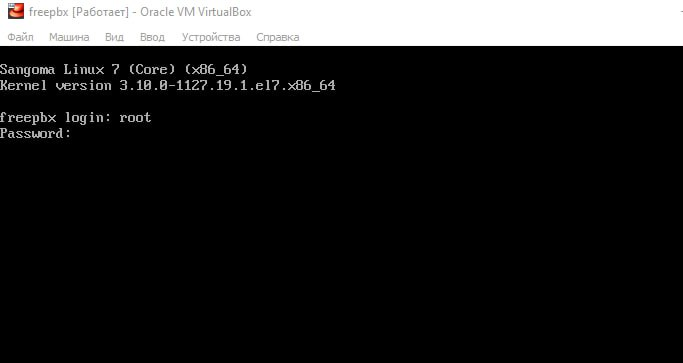 freepbx [Работает] - Oracle VM VirtualBox
Файл Машина Вид Ввод Устройства Справка
Sangoma Linux 7 (Core) (x86_64)
Kernel version 3.10.0-1127.19.1.el7.x86_64
freepbx login: root
Password: